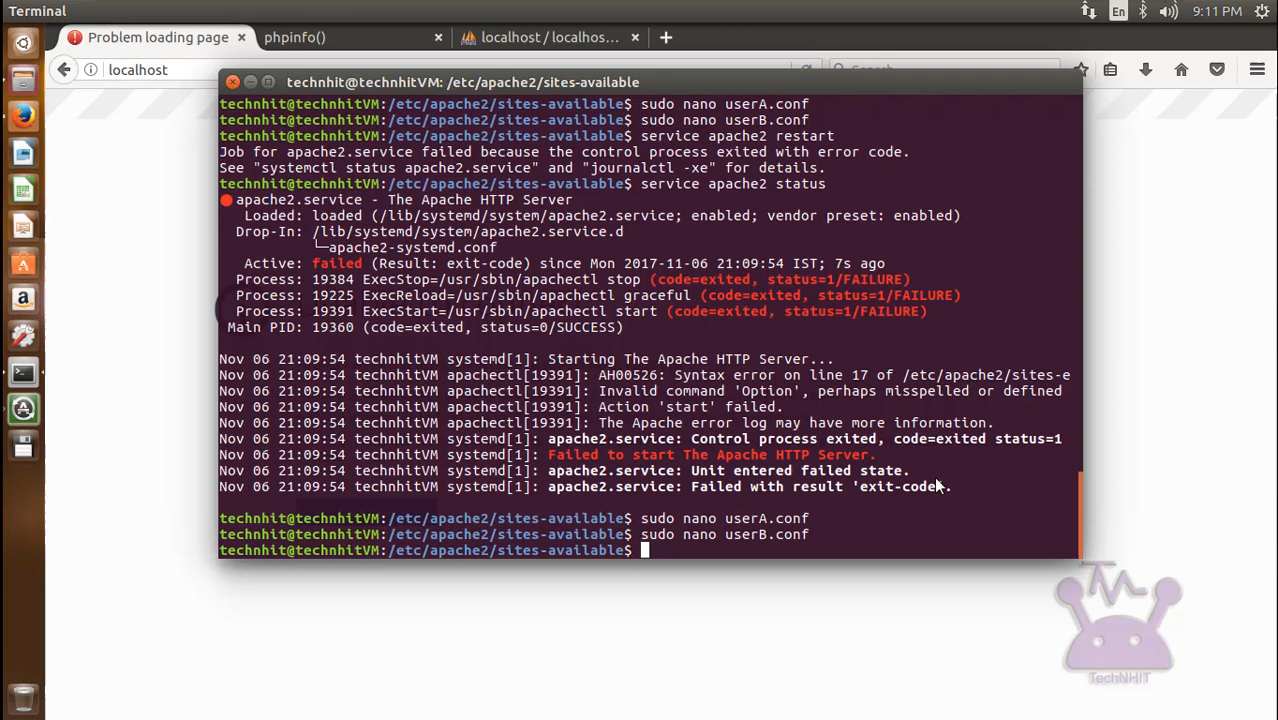 Terminal
En
9:11 PM
Problem loading page
phpinfo()
localhost / localhos...
localhost
technhit@technhitVM: /etc/apache2/sites-available
technhit@technhitVM:/etc/apache2/sites-available$ sudo nano userA.conf
technhit@technhitVM:/etc/apache2/sites-available$ sudo nano userB.conf
technhit@technhitVM:/etc/apache2/sites-available$ service apache2 restart
Job for apache2.service failed because the control process exited with error code.
See "systemctl status apache2.service" and "journalctl -xe" for details.
technhit@technhitVM:/etc/apache2/sites-available$ service apache2 status
apache2.service - The Apache HTTP Server
Loaded: loaded (/lib/systemd/system/apache2.service; enabled; vendor preset: enabled)
Drop-In: /lib/systemd/system/apache2.service.d
└─apache2-systemd.conf
Active: failed (Result: exit-code) since Mon 2017-11-06 21:09:54 IST; 7s ago
Process: 19384 ExecStop=/usr/sbin/apachectl stop (code=exited, status=1/FAILURE)
Process: 19225 ExecReload=/usr/sbin/apachectl graceful (code=exited, status=1/FAILURE)
Process: 19391 ExecStart=/usr/sbin/apachectl start (code=exited, status=1/FAILURE)
Main PID: 19360 (code=exited, status=0/SUCCESS)
Nov 06 21:09:54 technhitVM systemd[1]: Starting The Apache HTTP Server...
Nov 06 21:09:54 technhitVM apachectl[19391]: AH00526: Syntax error on line 17 of /etc/apache2/sites-e
Nov 06 21:09:54 technhitVM apachectl[19391]: Invalid command 'Option', perhaps misspelled or defined
Nov 06 21:09:54 technhitVM apachectl[19391]: Action 'start' failed.
Nov 06 21:09:54 technhitVM apachectl[19391]: The Apache error log may have more information.
Nov 06 21:09:54 technhitVM systemd[1]: apache2.service: Control process exited, code=exited status=1
Nov 06 21:09:54 technhitVM systemd[1]: Failed to start The Apache HTTP Server.
Nov 06 21:09:54 technhitVM systemd[1]: apache2.service: Unit entered failed state.
Nov 06 21:09:54 technhitVM systemd[1]: apache2.service: Failed with result 'exit-code'.
technhit@technhitVM:/etc/apache2/sites-available$ sudo nano userA.conf
technhit@technhitVM:/etc/apache2/sites-available$ sudo nano userB.conf
technhit@technhitVM:/etc/apache2/sites-available$
TechNHIT